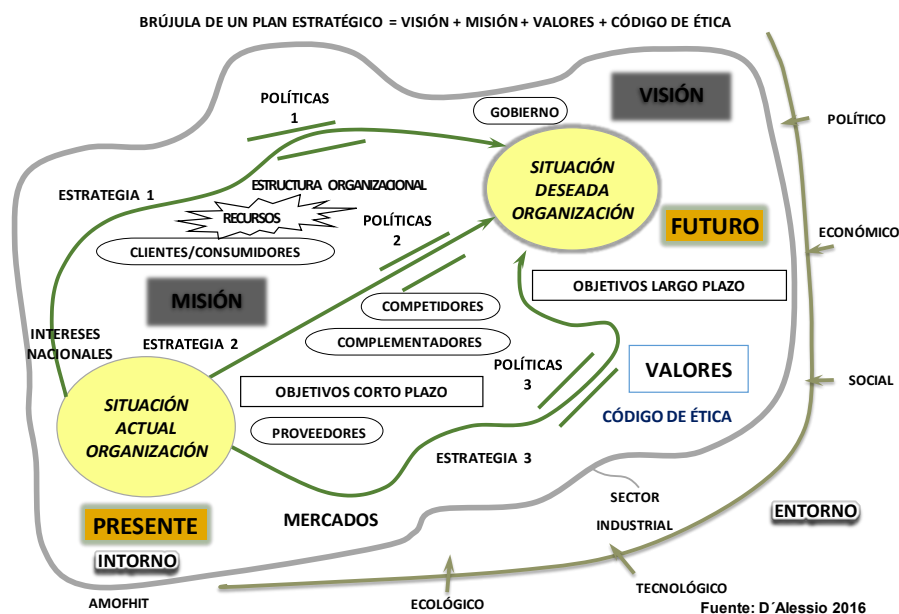 BRÚJULA DE UN PLAN ESTRATÉGICO = VISIÓN + MISIÓN + VALORES + CÓDIGO DE ÉTICA
POLÍTICAS
1
GOBIERNO
VISIÓN
POLÍTICO
SITUACIÓN
DESEADA
ORGANIZACIÓN
ESTRATEGIA 1
ESTRUCTURA ORGANIZACIONAL
RECURSOS
POLÍTICAS
2
FUTURO
ECONÓMICO
CLIENTES/CONSUMIDORES
OBJETIVOS LARGO PLAZO
MISIÓN
COMPETIDORES
INTERESES
NACIONALES
ESTRATEGIA 2
COMPLEMENTADORES
POLÍTICAS
3
VALORES
SOCIAL
OBJETIVOS CORTO PLAZO
SITUACIÓN
ACTUAL
ORGANIZACIÓN
CÓDIGO DE ÉTICA
PROVEEDORES
ESTRATEGIA 3
SECTOR
INDUSTRIAL
ENTORNO
PRESENTE
MERCADOS
INTORNO
TECNOLÓGICO
AMOFHIT
ECOLÓGICO
Fuente: D´Alessio 2016